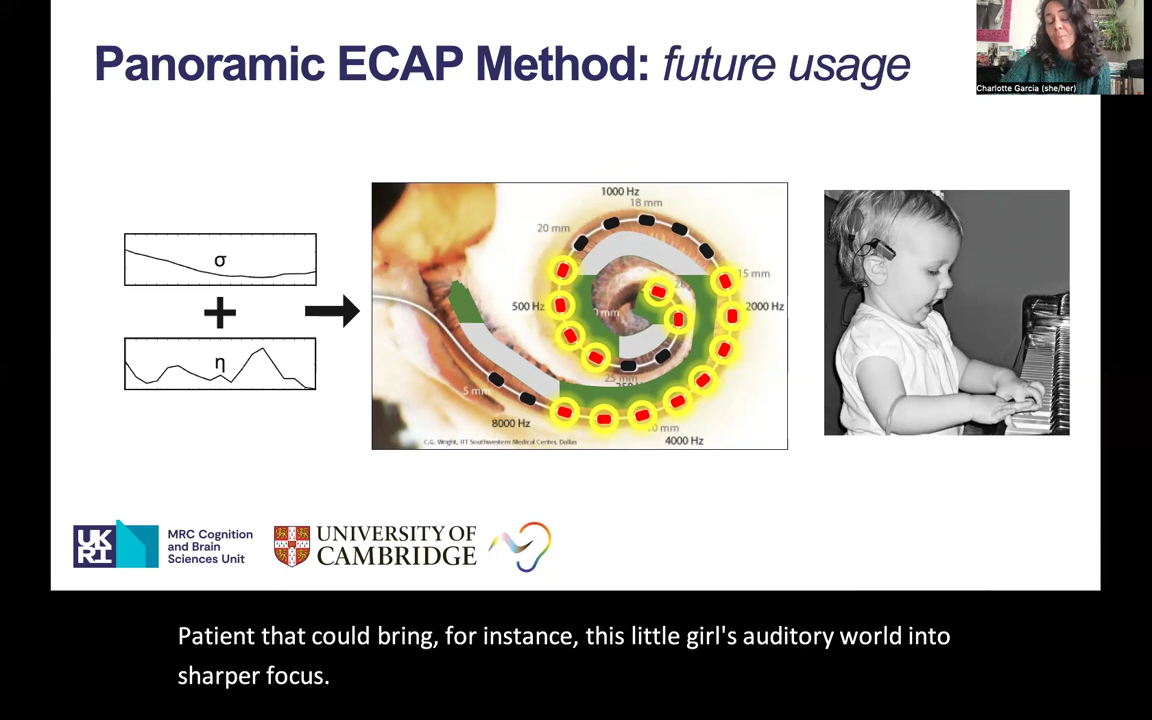 Panoramic ECAP Method: future usage
Charlotte Garcia (she/her)
σ
+
η
1000 Hz
18 mm
20 mm
15 mm
500 Hz
2000 Hz
5 mm
8000 Hz
4000 Hz
C.G. Wright, UT Southwestern Medical Center, Dallas
UK
RI
MRC Cognition
and Brain
Sciences Unit
UNIVERSITY OF
CAMBRIDGE
Patient that could bring, for instance, this little girl's auditory world into
sharper focus.